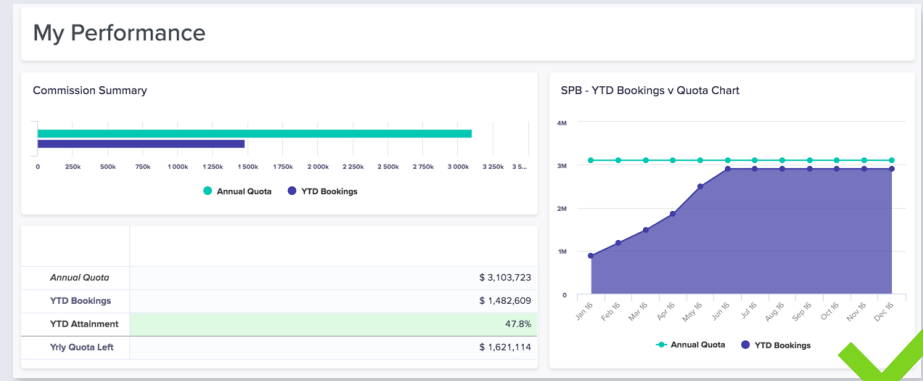 My Performance
Commission Summary
0 250k 500k 750k 1 000k 1 250k 1 500k 1 750k 2 000k 2 250k 2 500k 2 750k 3 000k 3 250k 3 5...
Annual Quota YTD Bookings
Annual Quota $ 3,103,723
YTD Bookings $ 1,482,609
YTD Attainment 47.8%
Yrly Quota Left $ 1,621,114
SPB - YTD Bookings v Quota Chart
4M
3M
2M
1M
0
Jan 16 Feb 16 Mar 16 Apr 16 May 16 Jun 16 Jul 16 Aug 16 Sep 16 Oct 16 Nov 16 Dec 16
Annual Quota YTD Bookings